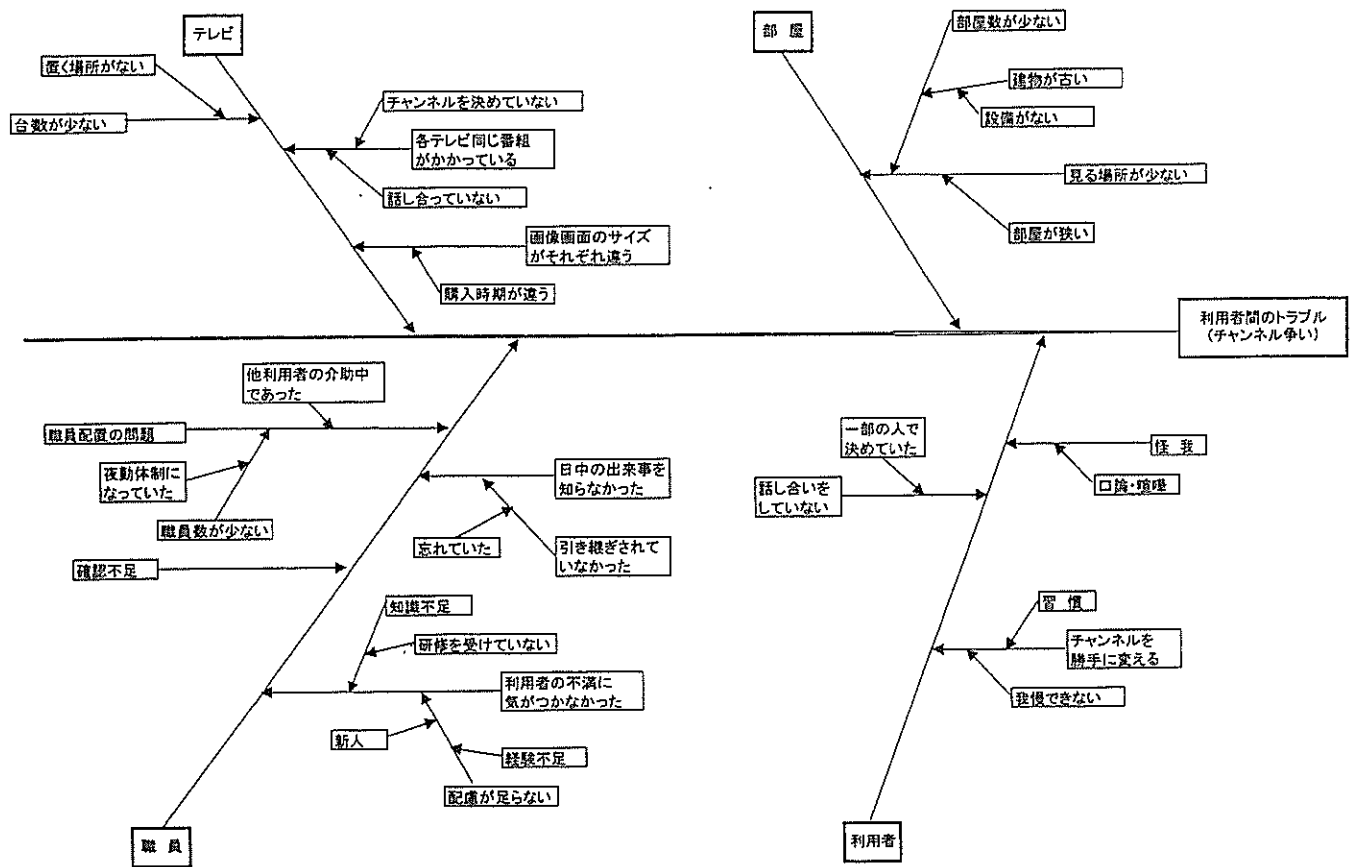 テレビ
置く場所がない
台数が少ない
チャンネルを決めていない
各テレビ同じ番組
がかかっている
話し合っていない
画像画面のサイズ
がそれぞれ違う
購入時期が違う
部 屋
部屋数が少ない
建物が古い
設備がない
見る場所が少ない
部屋が狭い
利用者間のトラブル
(チャンネル争い)
他利用者の介助中
であった
職員配置の問題
夜勤体制に
なっていた
職員数が少ない
日中の出来事を
知らなかった
忘れていた
引き継ぎされて
いなかった
確認不足
知識不足
研修を受けていない
利用者の不満に
気がつかなかった
新人
経験不足
配慮が足らない
職 員
一部の人で
決めていた
話し合いを
していない
怪 我
口論・喧嘩
習 慣
チャンネルを
勝手に変える
我慢できない
利用者